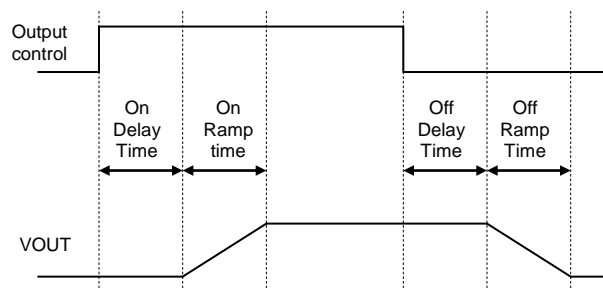 Output
control
On
Delay
Time
On
Ramp
time
Off
Delay
Time
Off
Ramp
Time
VOUT